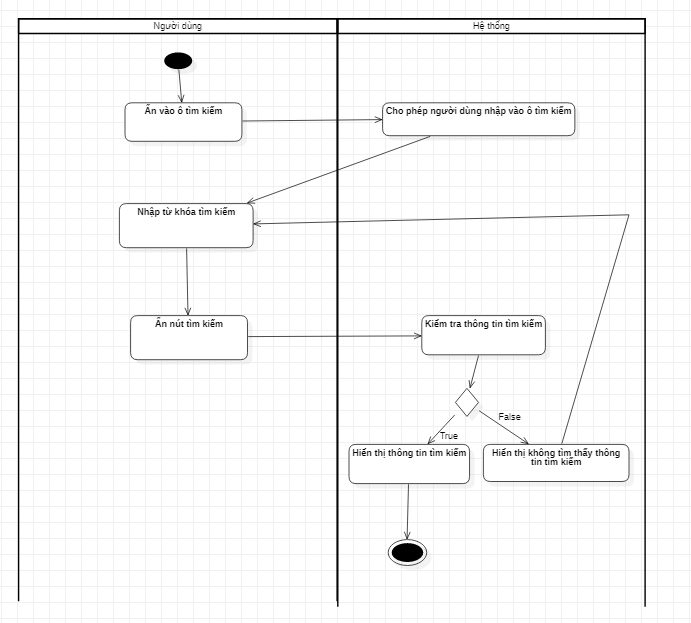 Người dùng
Hệ thống
Ấn vào ô tìm kiếm
Cho phép người dùng nhập vào ô tìm kiếm
Nhập từ khóa tìm kiếm
Ấn nút tìm kiếm
Kiểm tra thông tin tìm kiếm
False
True
Hiển thị thông tin tìm kiếm
Hiển thị không tìm thấy thông
tin tìm kiếm